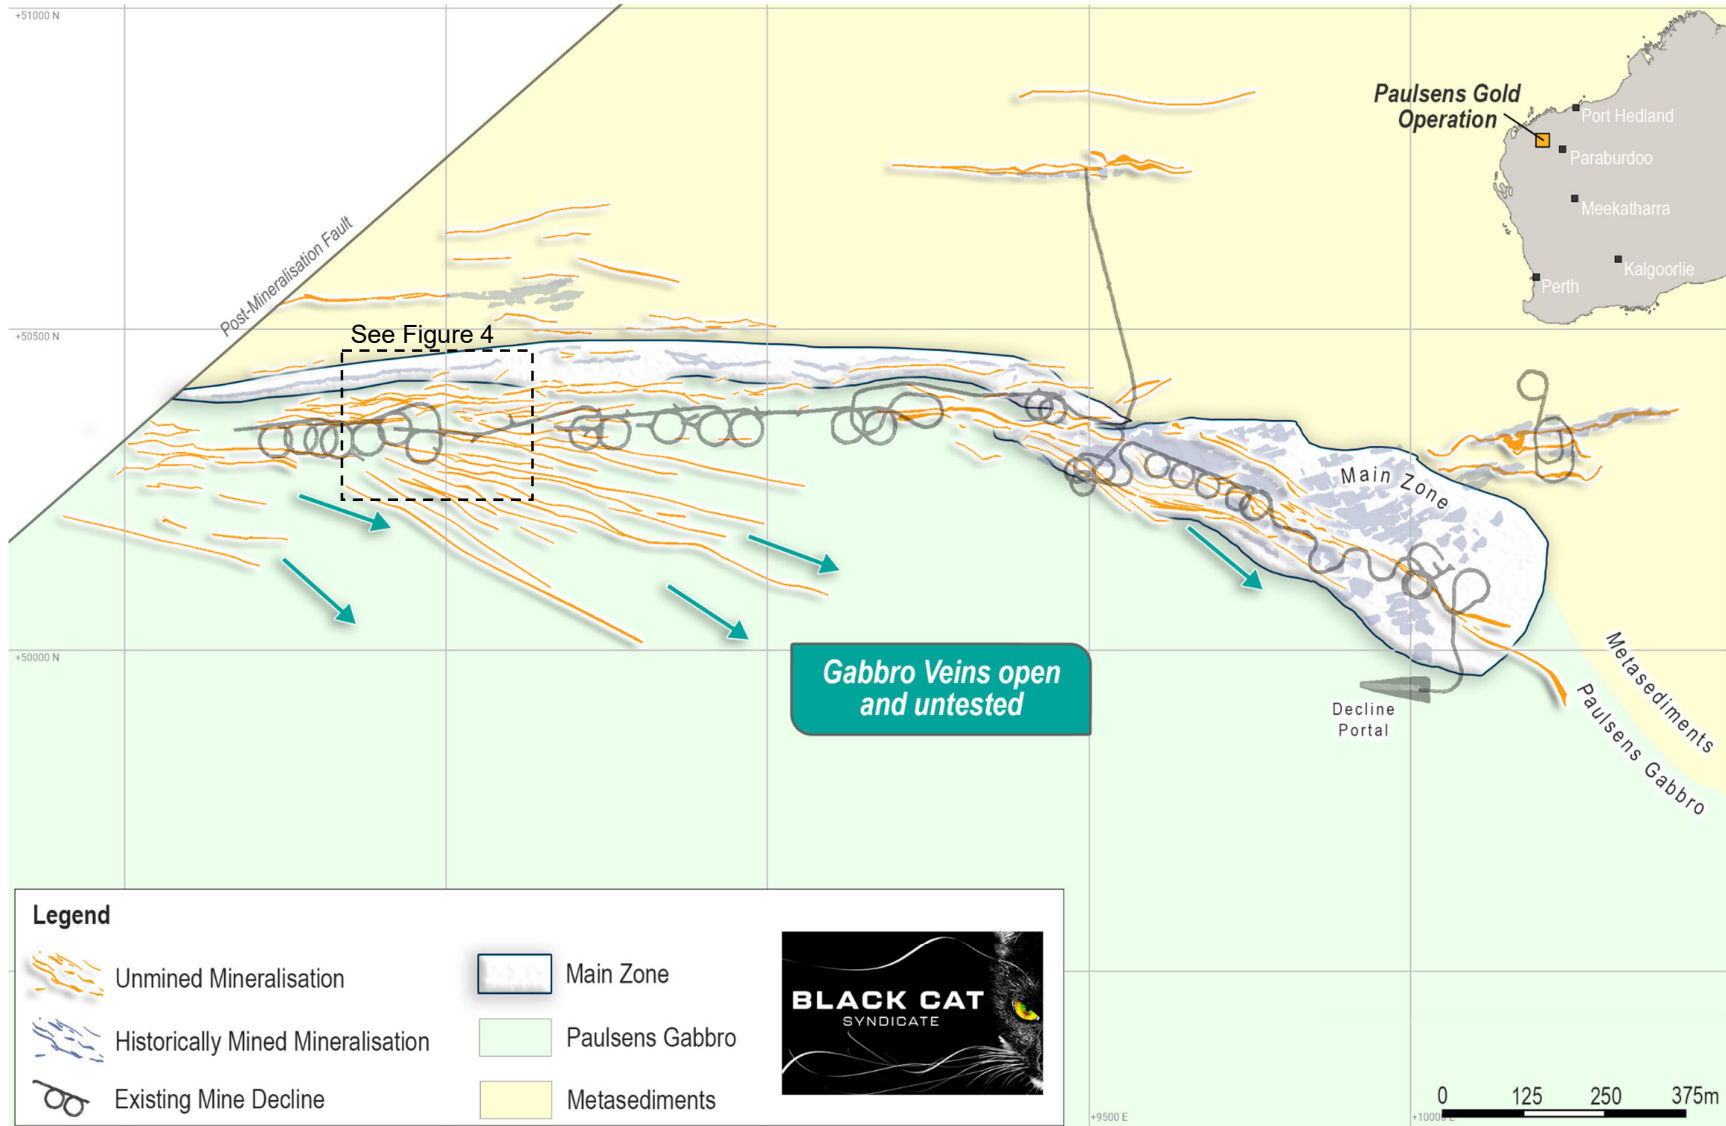 +51000 N
Paulsens Gold
Operation
Port Hedland
Paraburdoo
Meekatharra
Kalgoorlie
Perth
Post-Mineralisation Fault
+50500 N
See Figure 4
Main Zone
+50000 N
Gabbro Veins open
and untested
Decline
Portal
Metasediments
Paulsens Gabbro
Legend
Unmined Mineralisation
Historically Mined Mineralisation
Existing Mine Decline
Main Zone
Paulsens Gabbro
Metasediments
BLACK CAT
SYNDICATE
+9500 E
+10000 E
0 125 250 375m